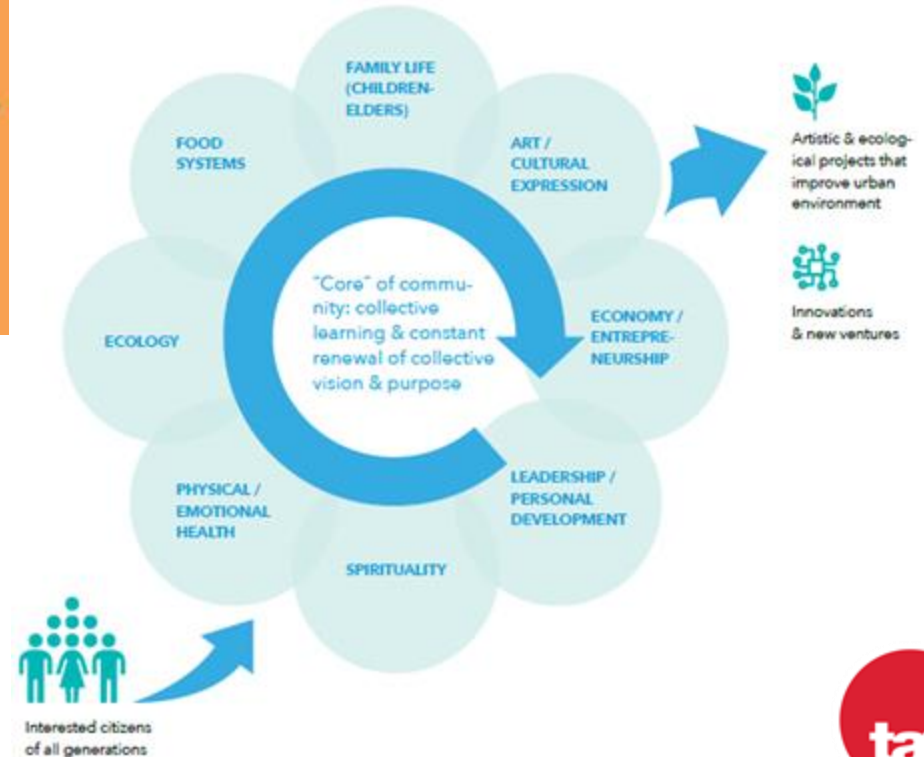 FAMILY LIFE
(CHILDREN-
ELDERS)
FOOD
SYSTEMS
ART /
CULTURAL
EXPRESSION
Artistic & ecolog-
ical projects that
improve urban
environment
"Core" of commu-
nity: collective
learning & constant
renewal of collective
vision & purpose
ECOLOGY
ECONOMY /
ENTREPRE-
NEURSHIP
Innovations
& new ventures
PHYSICAL /
EMOTIONAL
HEALTH
LEADERSHIP /
PERSONAL
DEVELOPMENT
SPIRITUALITY
Interested citizens
of all generations
ta